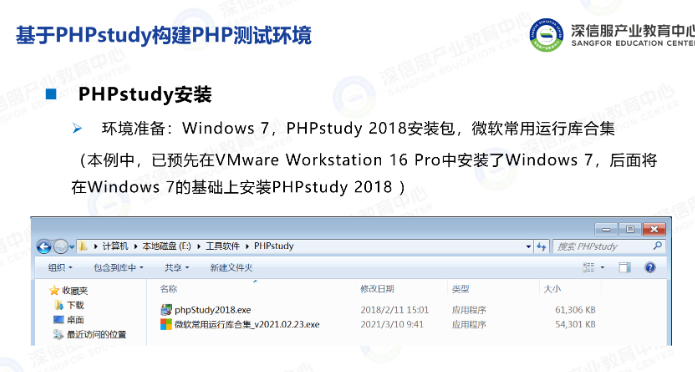 基于PHPstudy构建PHP测试环境
深信服产业教育中心
SANGFOR EDUCATION CENTER
PHPstudy安装
环境准备：Windows 7，PHPstudy 2018安装包，微软常用运行库合集
（本例中，已预先在VMware Workstation 16 Pro中安装了Windows 7，后面将
在Windows 7的基础上安装PHPstudy 2018 ）
计算机 本地磁盘 (E:) 工具软件 PHPstudy 搜索 PHPstudy
组织 包含到库中 共享 新建文件夹
收藏夹 名称 修改日期 类型 大小
下载 phpStudy2018.exe 2018/2/11 15:01 应用程序 61,306 KB
桌面 微软常用运行库合集_v2021.02.23.exe 2021/3/10 9:41 应用程序 54,301 KB
最近访问的位置